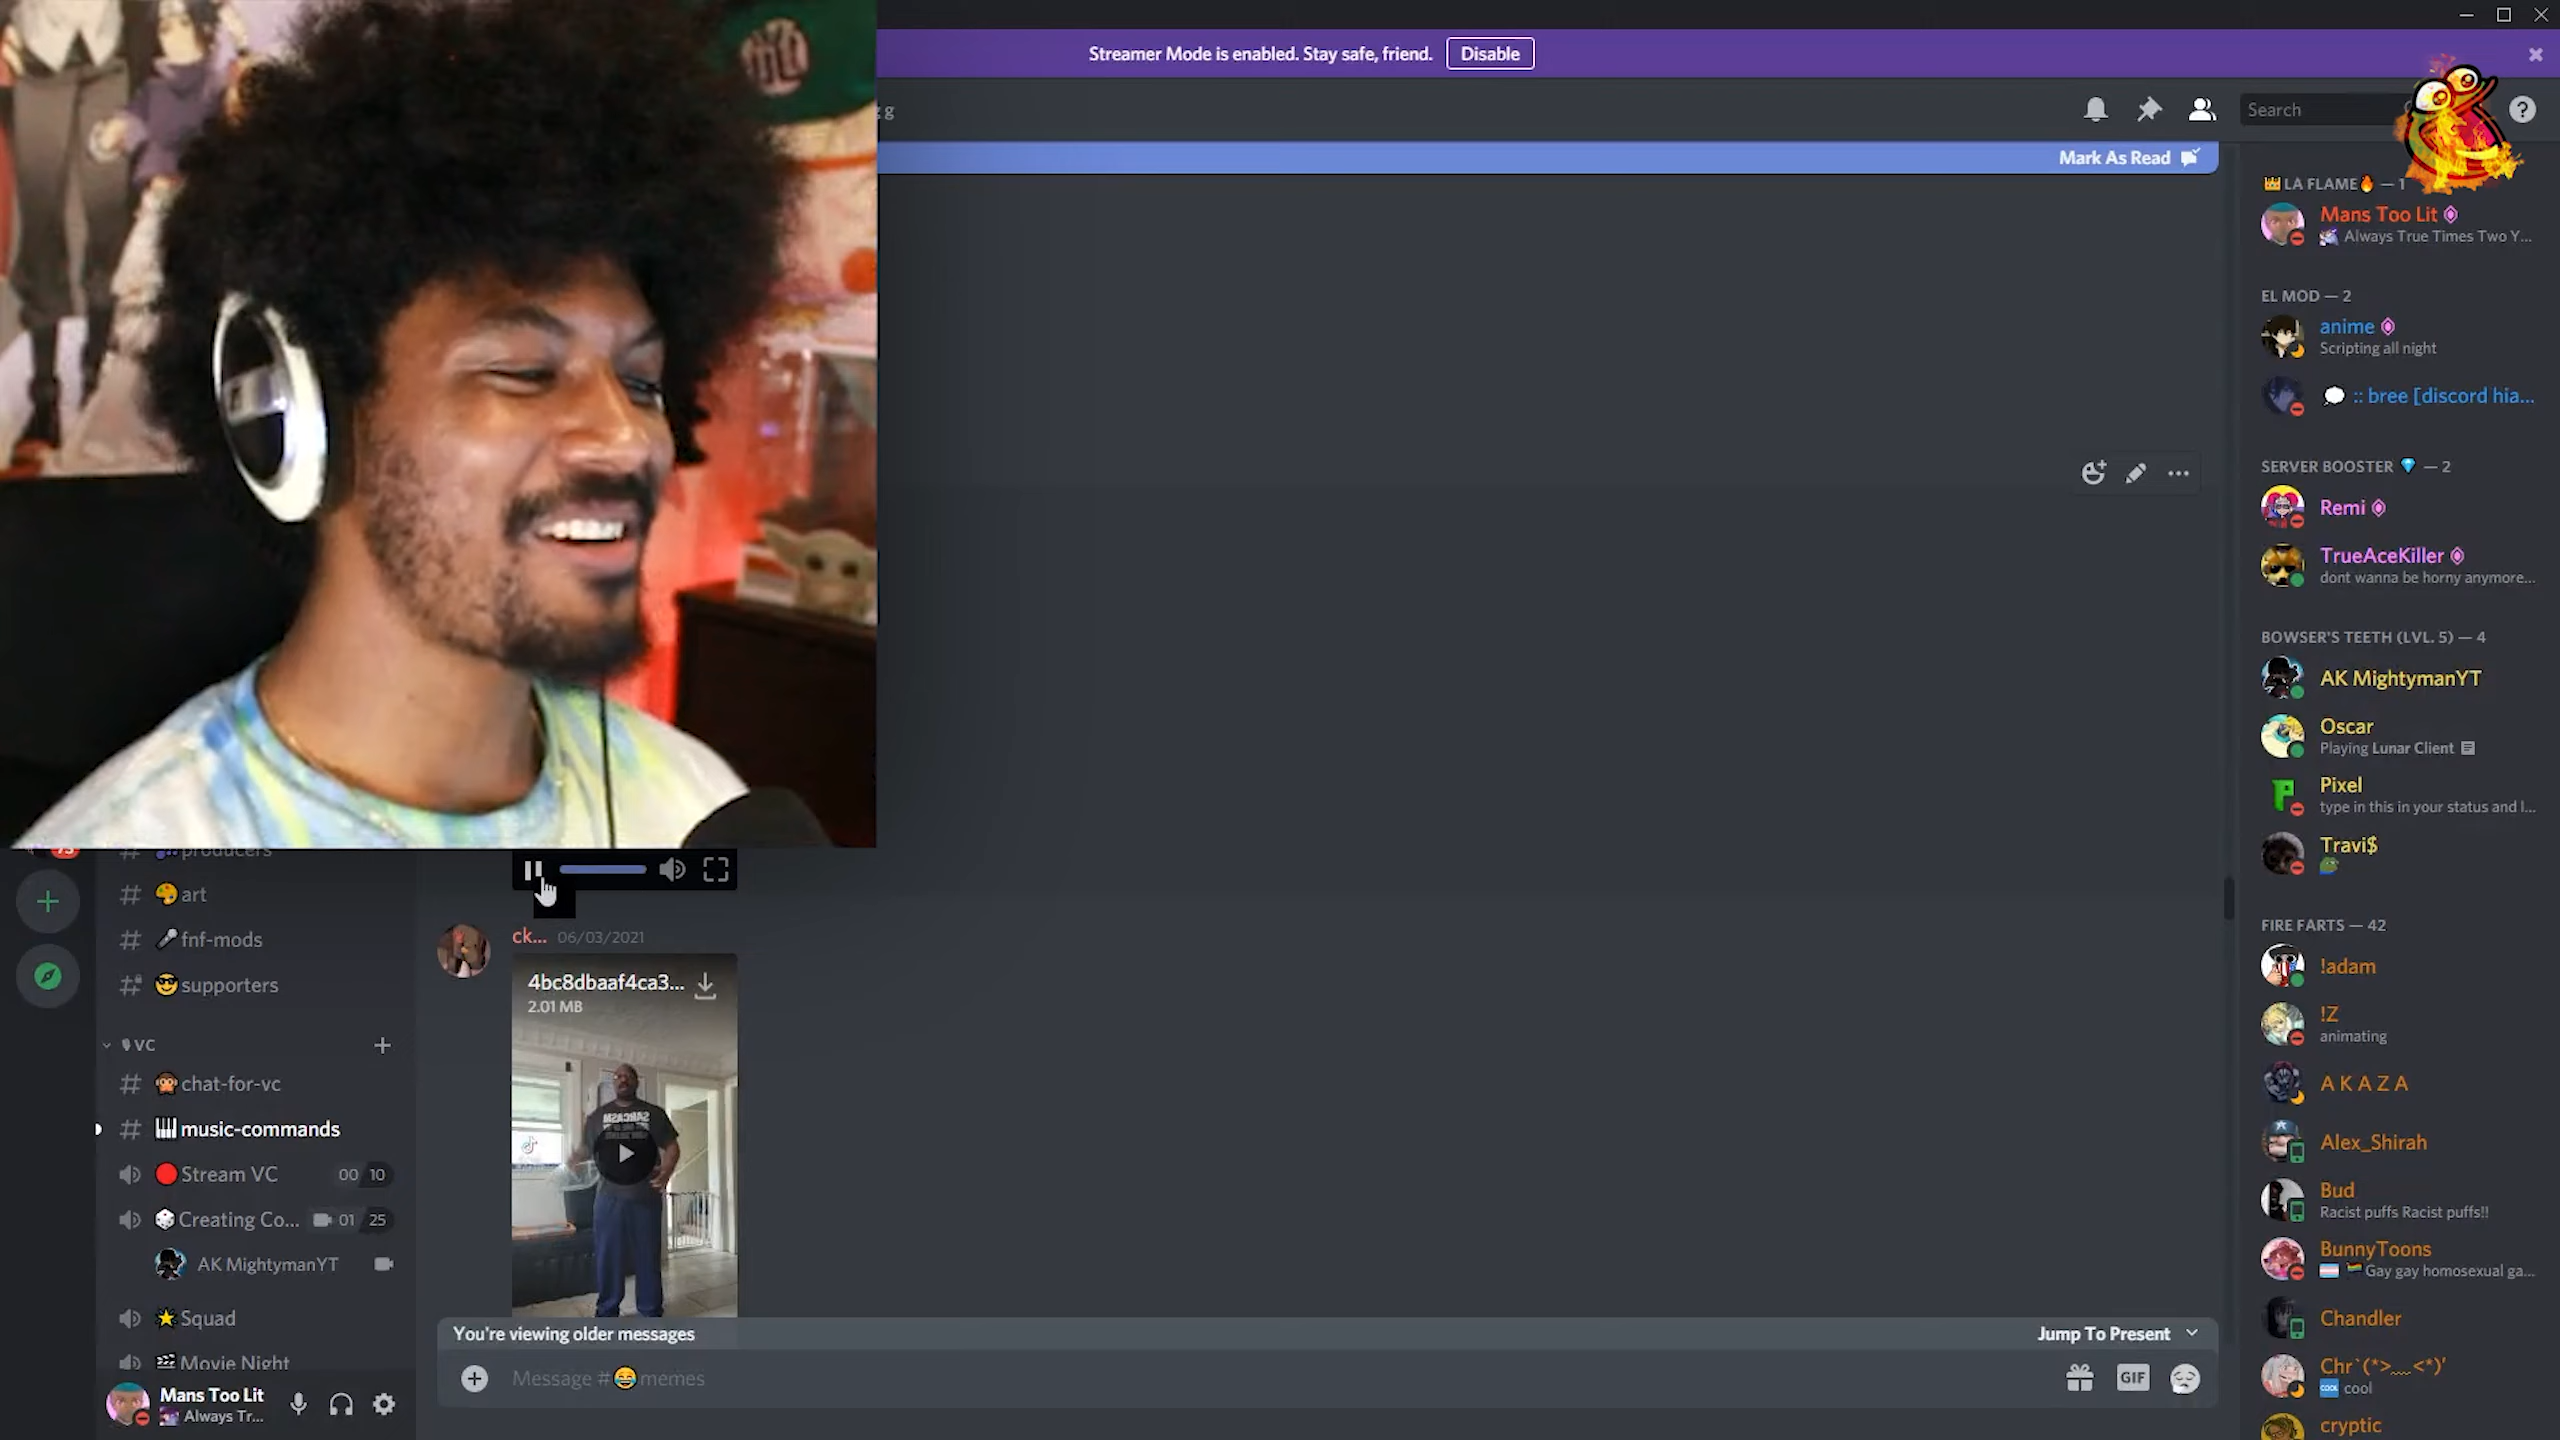 Streamer Mode is enabled. Stay safe, friend.
Disable
Search
Mark As Read
LA FLAME — 1
Mans Too Lit
Always True Times Two Y...
EL MOD — 2
anime
Scripting all night
:: bree [discord hia...
SERVER BOOSTER — 2
Remi
TrueAceKiller
dont wanna be horny anymore...
BOWSER'S TEETH (LVL. 5) — 4
AK MightymanYT
Oscar
Playing Lunar Client
Pixel
type in this in your status and l...
Travi$
FIRE FARTS — 42
!adam
!Z
animating
A K A Z A
Alex_Shirah
Bud
Racist puffs Racist puffs!!
BunnyToons
Gay gay homosexual ga...
Chandler
Chr`(*>﹏<*)′
COOL cool
cryptic
# producers
# art
# fnf-mods
# supporters
VC
# chat-for-vc
# music-commands
Stream VC 00 10
Creating Co... 01 25
AK MightymanYT
Squad
Movie Night
Mans Too Lit
Always Tr...
ck... 06/03/2021
4bc8dbaaf4ca3...
2.01 MB
SARCASM
You're viewing older messages
Jump To Present
Message # memes
GIF